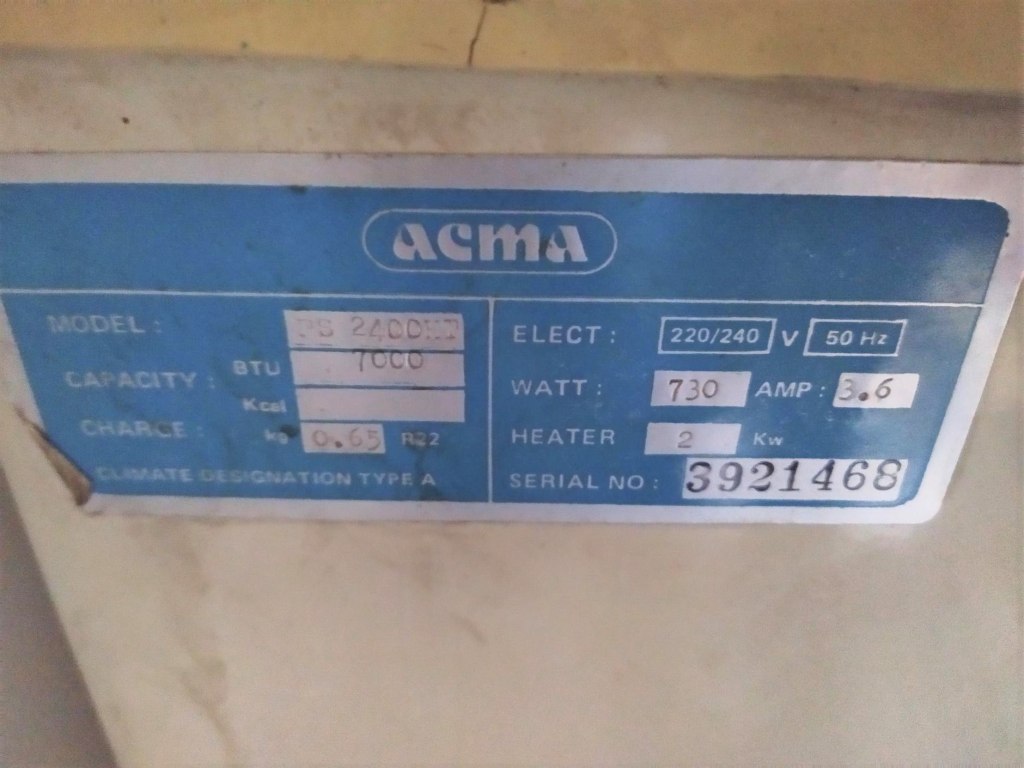 ACMA
MODEL :
CAPACITY : BTU 7000
Kcal
CHARGE : kg 0.65 R22
CLIMATE DESIGNATION TYPE A
ELECT : 220/240 V 50 Hz
WATT : 730 AMP : 3.6
HEATER 2 Kw
SERIAL NO : 3921468